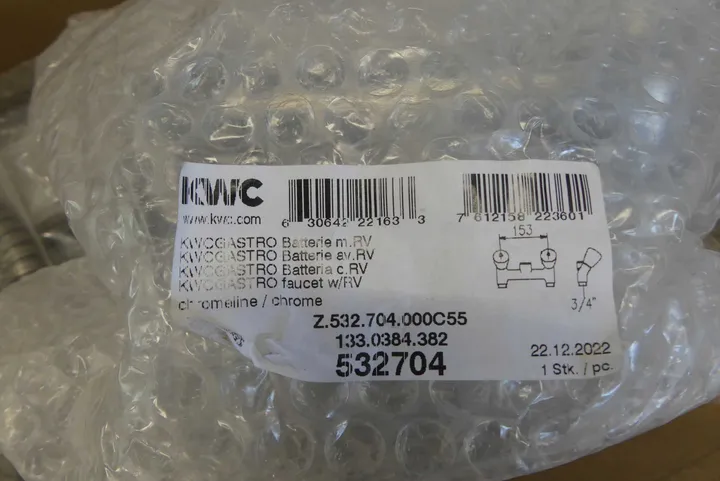 KWC
www.kwc.com
6 30642 22163 3
7 612158 223601
KWCGASTRO Batterie m.RV
KWCGASTRO Batterie av.RV
KWCGASTRO Batteria c.RV
KWCGASTRO faucet w/RV
chromeline / chrome
153
3/4"
Z.532.704.000C55
133.0384.382
532704
22.12.2022
1 Stk. / pc.